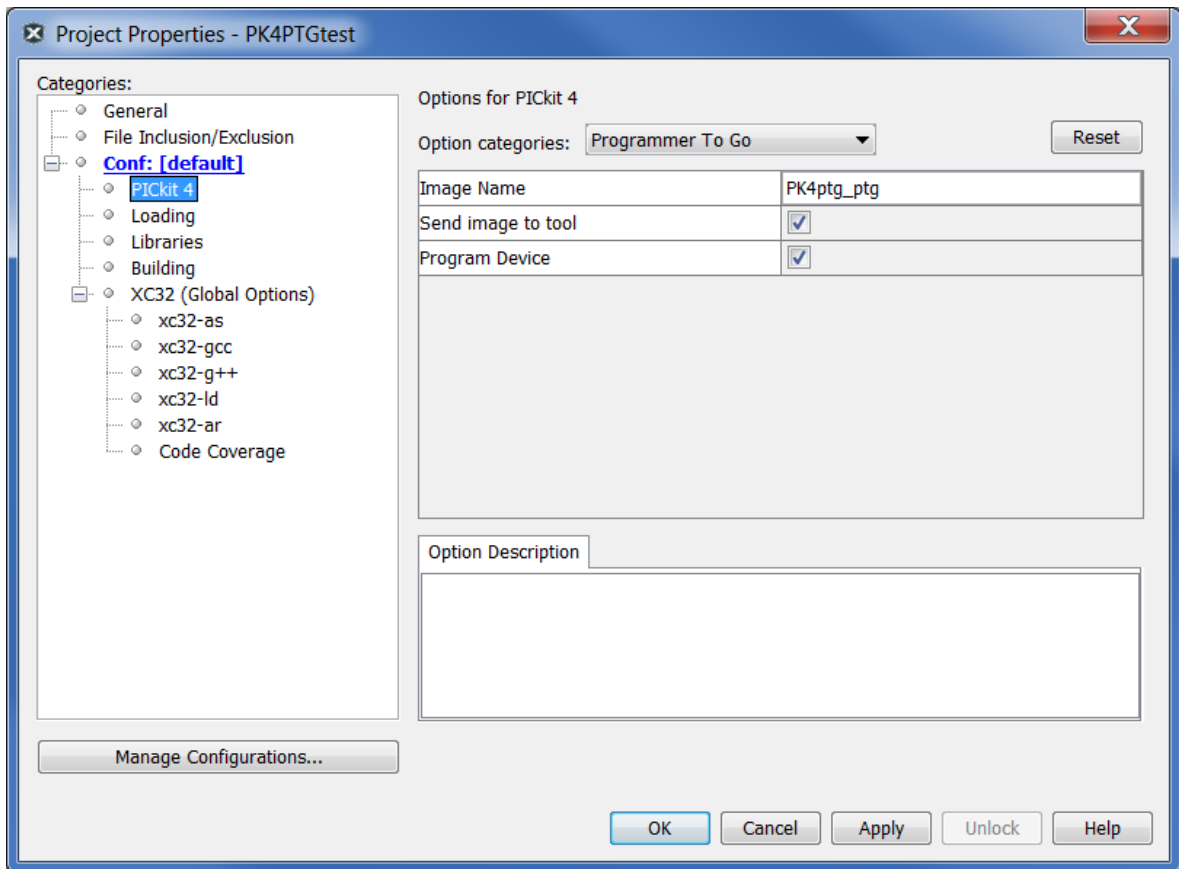 Project Properties - PK4PTGtest
X
Categories:
General
File Inclusion/Exclusion
Conf: [default]
PICkit 4
Loading
Libraries
Building
XC32 (Global Options)
xc32-as
xc32-gcc
xc32-g++
xc32-ld
xc32-ar
Code Coverage
Manage Configurations...
Options for PICkit 4
Option categories: Programmer To Go Reset
Image Name PK4ptg_ptg
Send image to tool
Program Device
Option Description
OK Cancel Apply Unlock Help